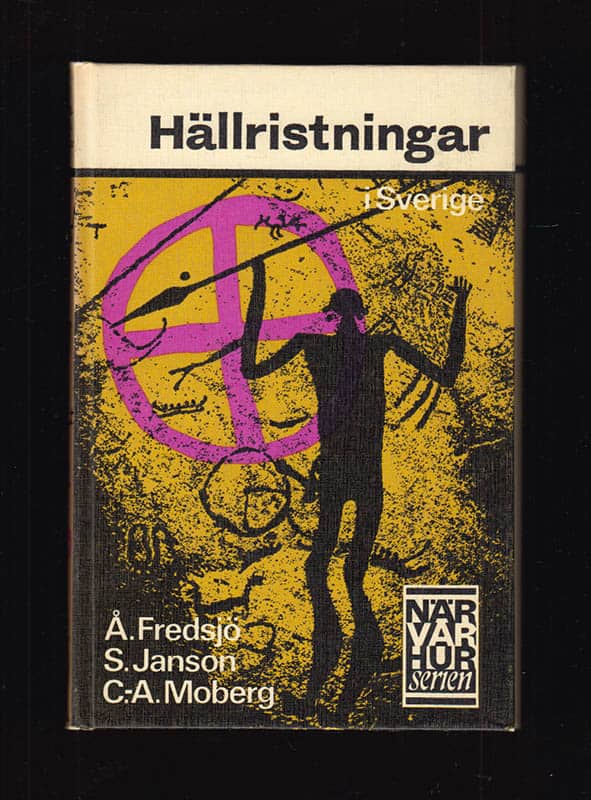 Hällristningar
i Sverige
Å. Fredsjö
S. Janson
C.-A. Moberg
NÄR
VAR
HUR
serien